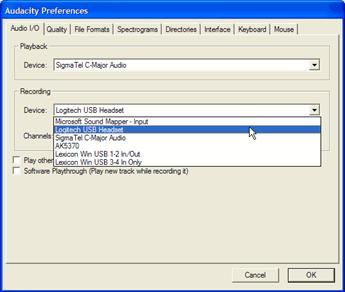 Audacity Preferences
Audio I/O Quality File Formats Spectrograms Directories Interface Keyboard Mouse
Playback
Device: SigmaTel C-Major Audio
Recording
Device: Logitech USB Headset
Microsoft Sound Mapper - Input
Logitech USB Headset
Channels: SigmaTel C-Major Audio
AK5370
Play other Lexicon Win USB 1-2 In/Out
Lexicon Win USB 3-4 In Only
Software Playthrough (Play new track while recording it)
Cancel OK